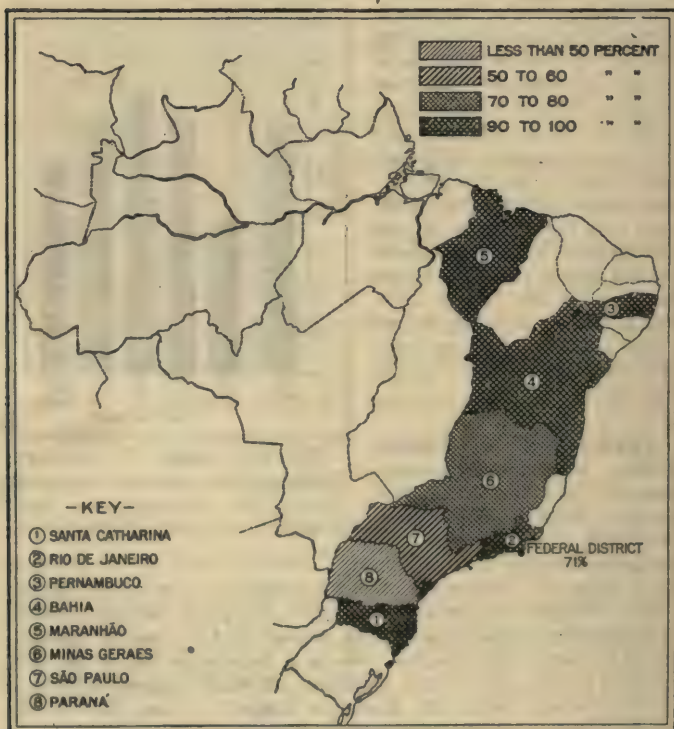 LESS THAN 50 PERCENT
50 TO 60 " "
70 TO 80 " "
90 TO 100 " "
⑤
③
④
⑥
⑦
②
FEDERAL DISTRICT
71%
⑧
①
-KEY-
① SANTA CATHARINA
② RIO DE JANEIRO
③ PERNAMBUCO.
④ BAHIA
⑤ MARANHÃO
⑥ MINAS GERAES
⑦ SÃO PAULO
⑧ PARANÁ